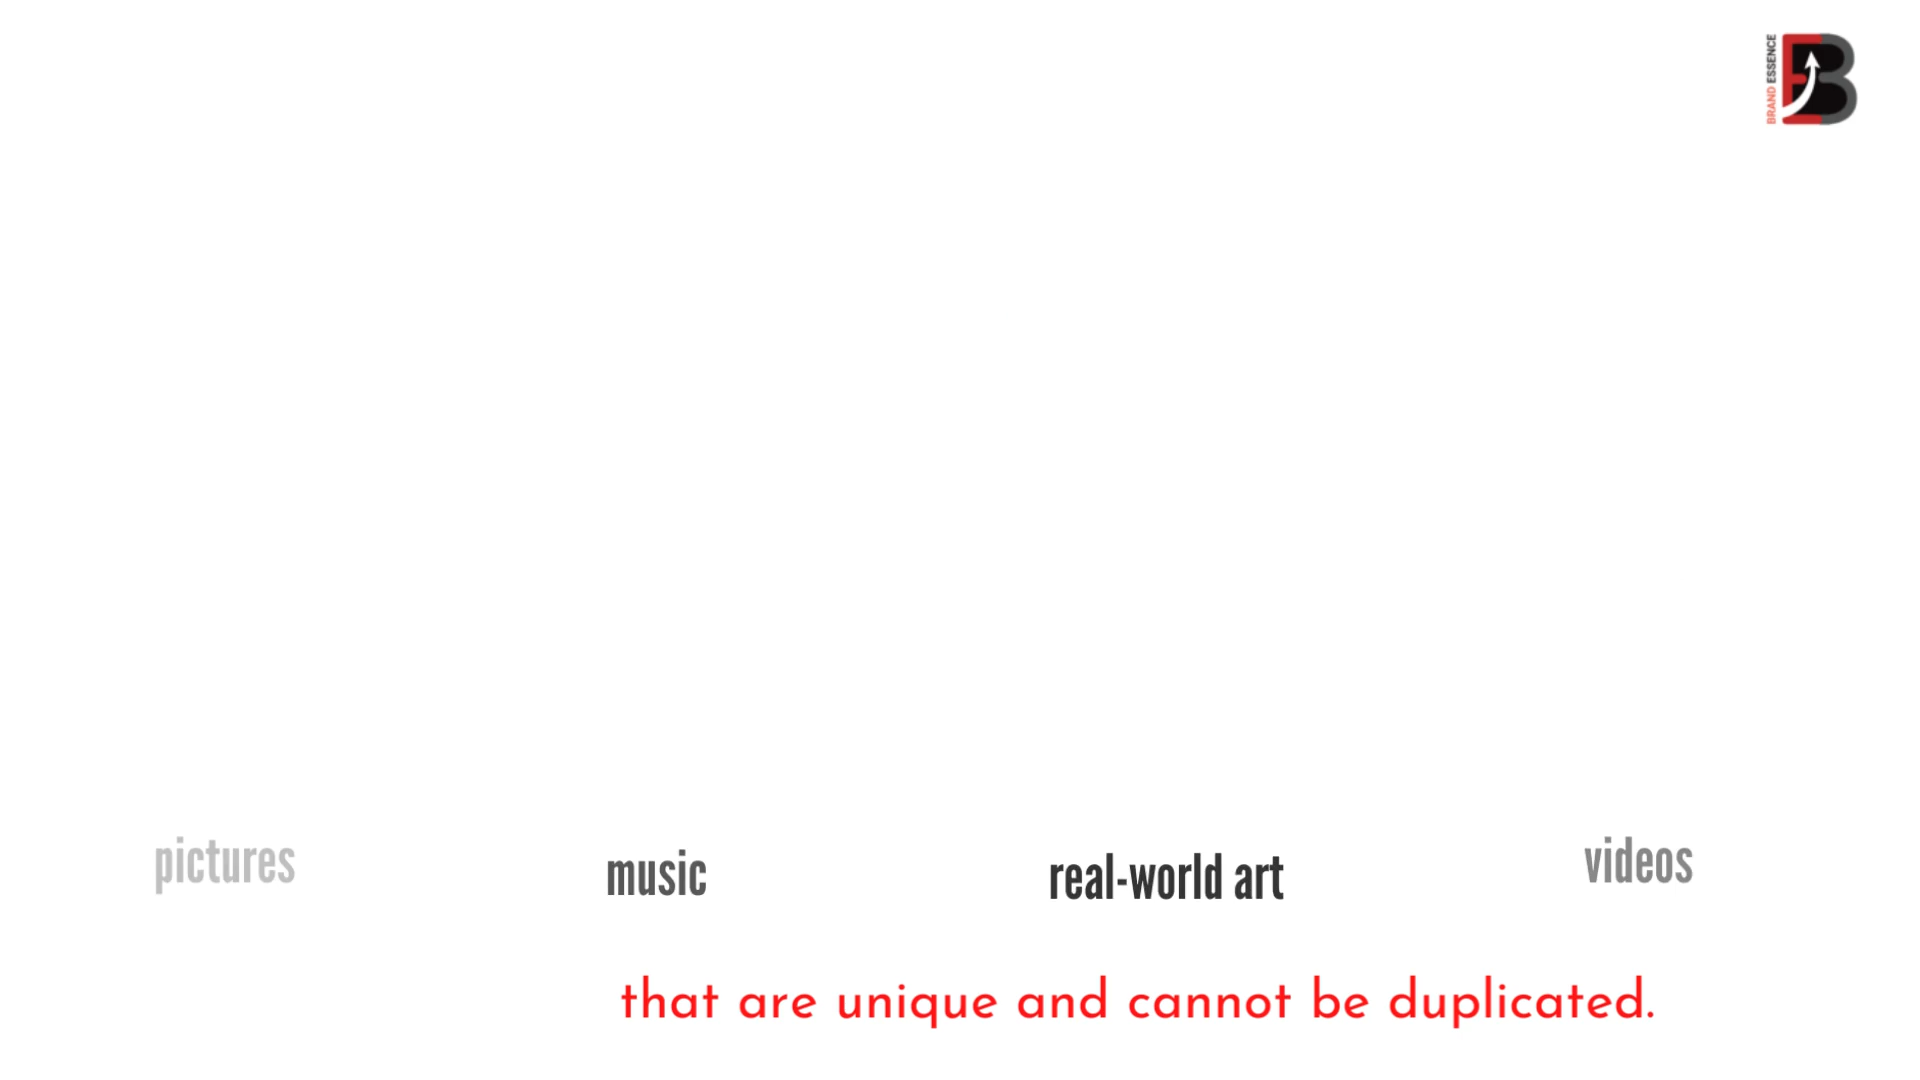 BRAND ESSENCE
pictures
music
real-world art
videos
that are unique and cannot be duplicated.